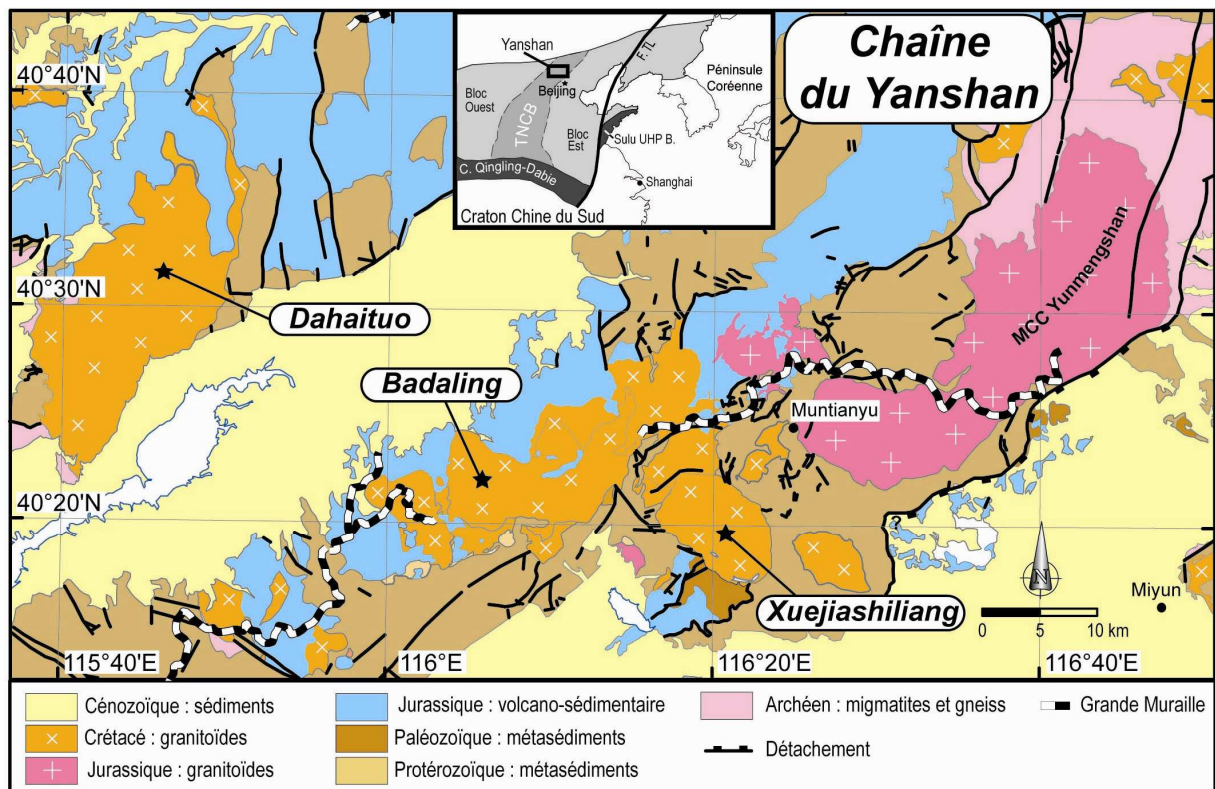 Chaîne
du Yanshan
Yanshan
Beijing
Bloc
Ouest
TNCB
Bloc
Est
F. TL
Péninsule
Coréenne
Sulu UHP B.
C. Qingling-Dabie
Shanghai
Craton Chine du Sud
40°40'N
40°30'N
40°20'N
Dahaituo
Badaling
Muntianyu
MCC Yunmengshan
?
Xuejiashiliang
N
Miyun
0 5 10 km
115°40'E
116°E
116°20'E
116°40'E
Cénozoïque : sédiments
Crétacé : granitoïdes
Jurassique : granitoïdes
Jurassique : volcano-sédimentaire
Paléozoïque : métasédiments
Protérozoïque : métasédiments
Archéen : migmatites et gneiss
Détachement
Grande Muraille